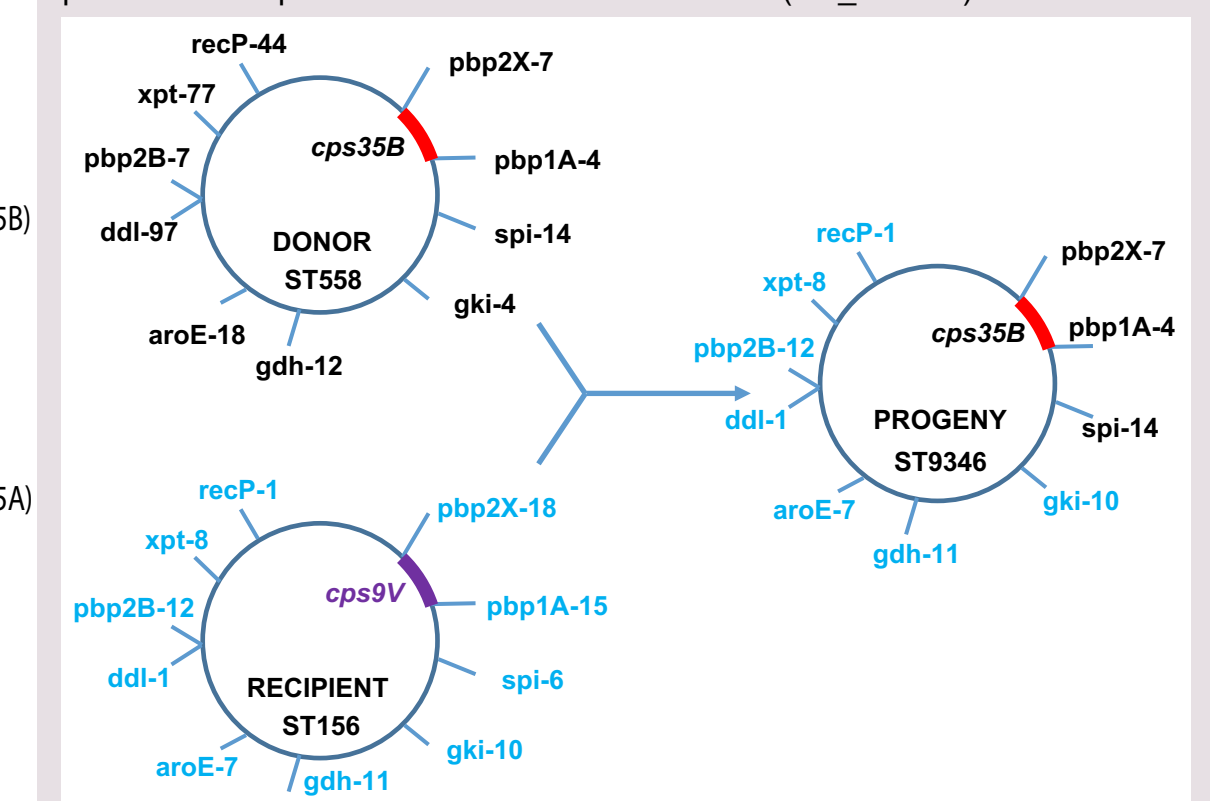 5B)
recP-44
xpt-77
pbp2B-7
ddl-97
aroE-18
gdh-12
pbp2X-7
cps35B
pbp1A-4
spi-14
gki-4
DONOR
ST558
5A)
recP-1
xpt-8
pbp2B-12
ddl-1
aroE-7
gdh-11
pbp2X-18
cps9V
pbp1A-15
spi-6
gki-10
RECIPIENT
ST156
recP-1
xpt-8
pbp2B-12
ddl-1
aroE-7
gdh-11
pbp2X-7
cps35B
pbp1A-4
spi-14
gki-10
PROGENY
ST9346